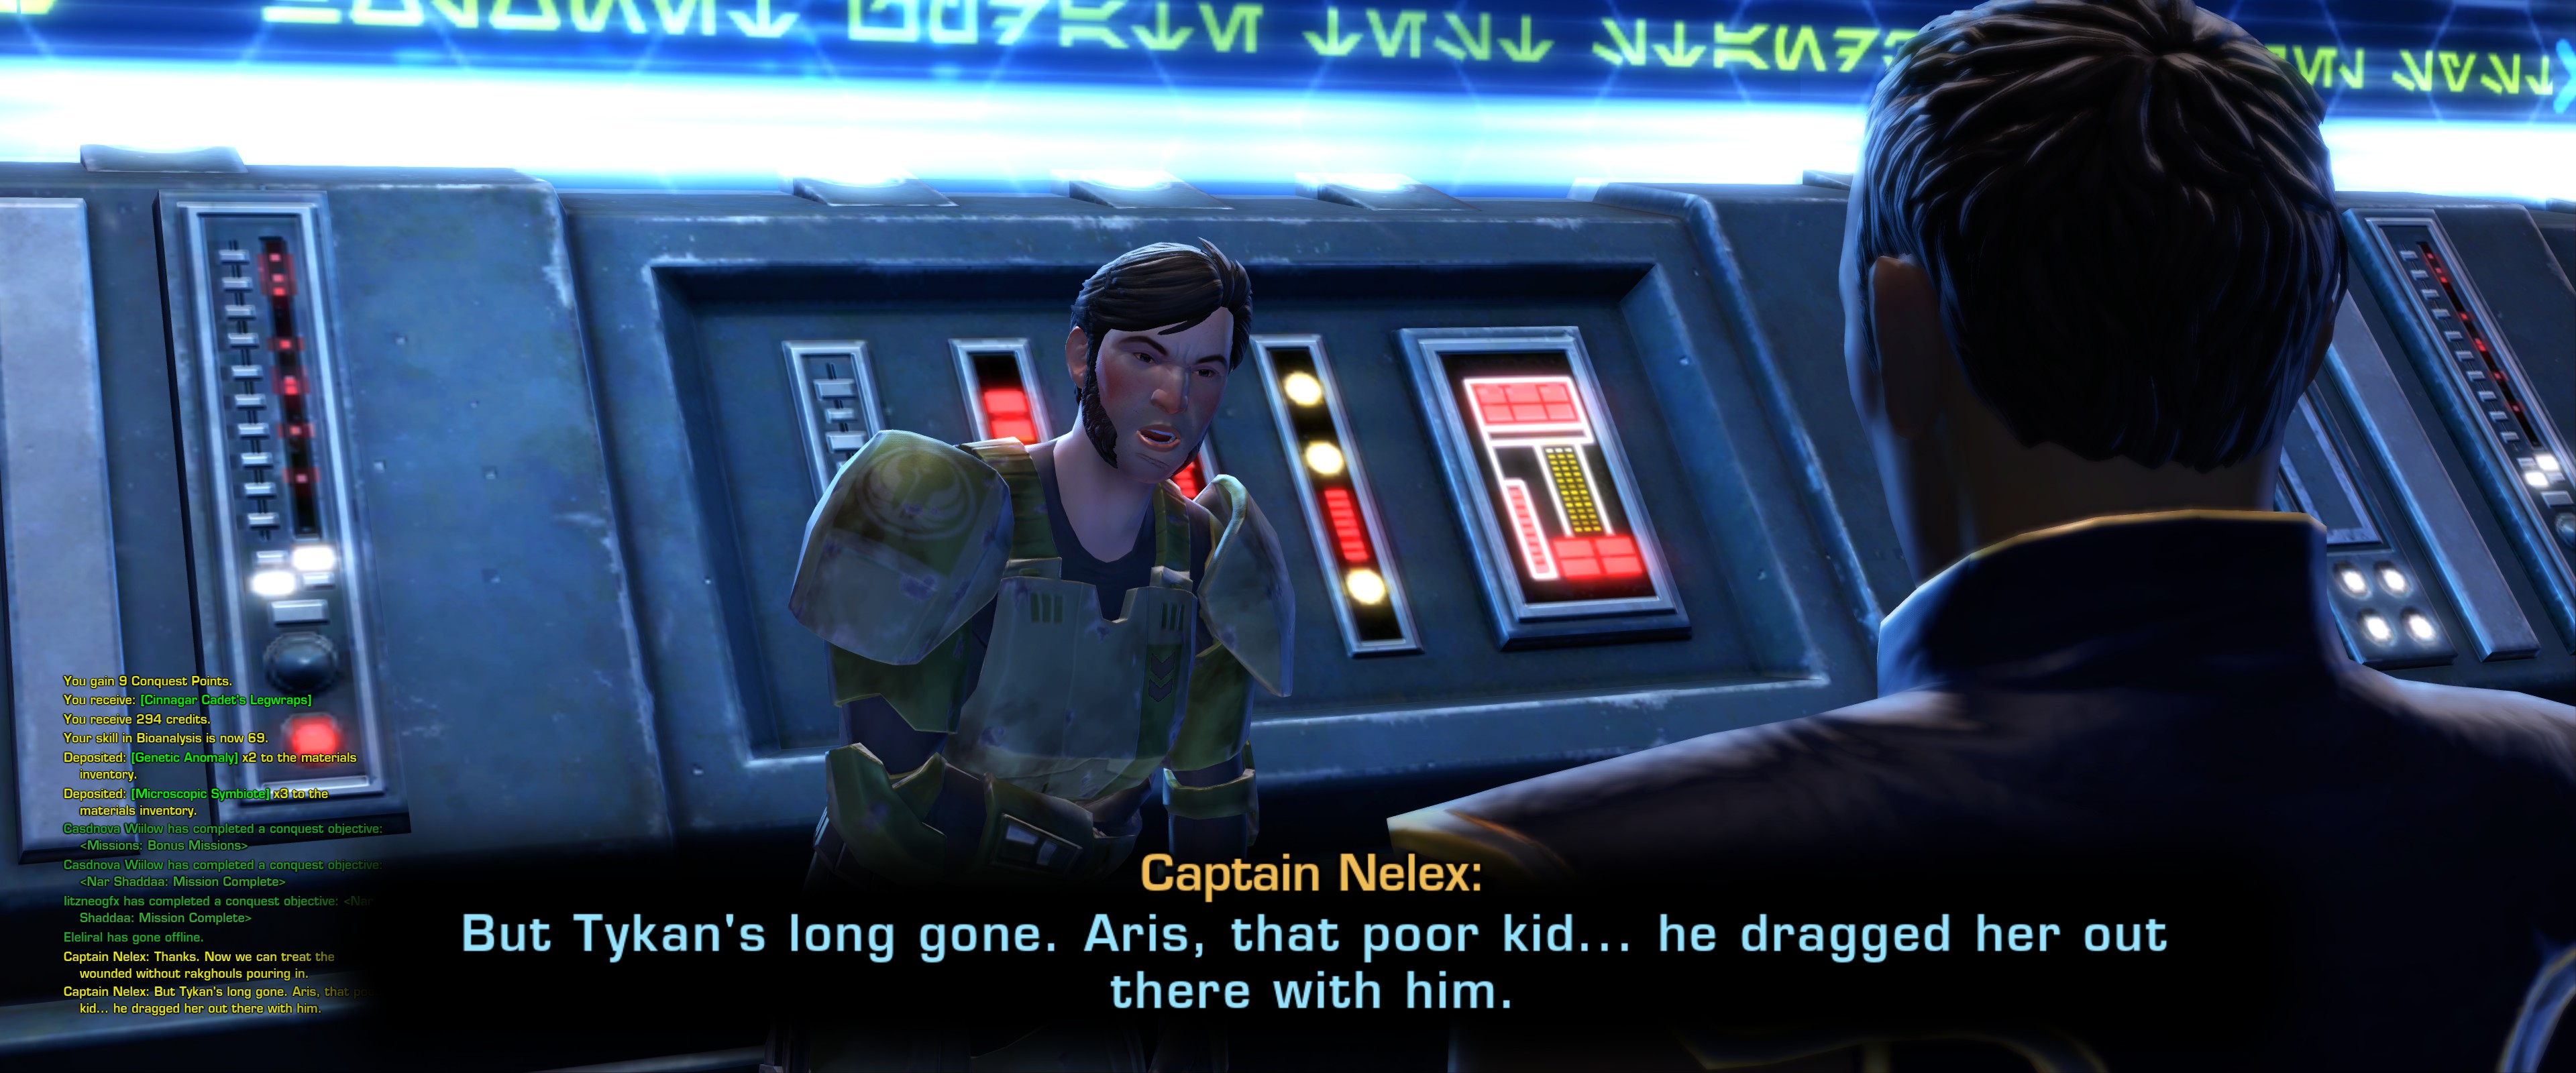 You gain 9 Conquest Points.
You receive: [Cinnagar Cadet's Legwraps]
You receive 294 credits.
Your skill in Bioanalysis is now 69.
Deposited: [Genetic Anomaly] x2 to the materials
inventory.
Deposited: [Microscopic Symbiote] x3 to the
materials inventory.
Casdnova Wiilow has completed a conquest objective:
<Missions: Bonus Missions>
Casdnova Wiilow has completed a conquest objective:
<Nar Shaddaa: Mission Complete>
has completed a conquest objective: <Nar
Shaddaa: Mission Complete>
Eleliral has gone offline.
Captain Nelex: Thanks. Now we can treat the
wounded without rakghouls pouring in.
Captain Nelex: But Tykan's long gone. Aris, that poor
kid... he dragged her out there with him.
Captain Nelex:
But Tykan's long gone. Aris, that poor kid... he dragged her out
there with him.